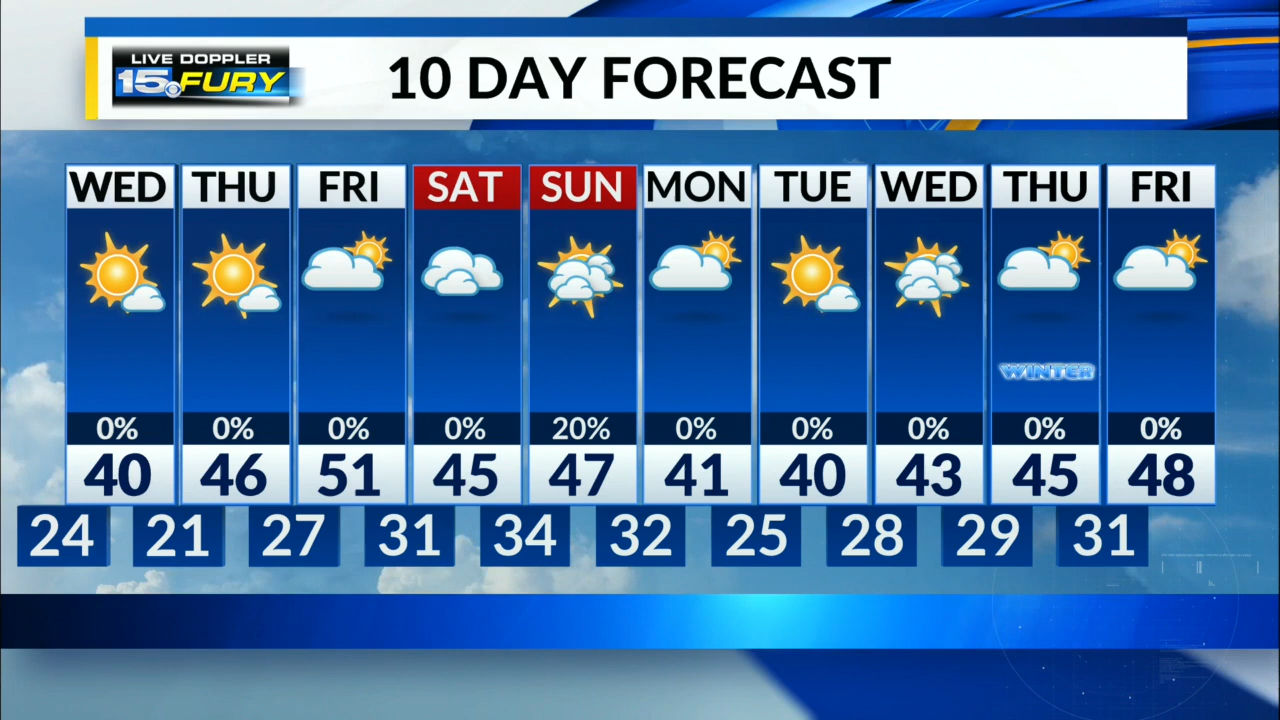 LIVE DOPPLER
15 FURY
10 DAY FORECAST
WED THU FRI SAT SUN MON TUE WED THU FRI
WINTER
0% 0% 0% 0% 20% 0% 0% 0% 0% 0%
40 46 51 45 47 41 40 43 45 48
24 21 27 31 34 32 25 28 29 31